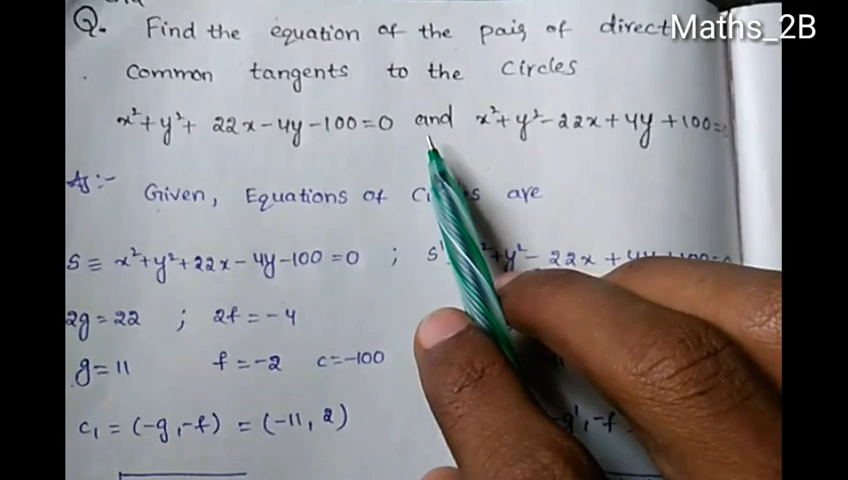 Maths_2B
Q. Find the equation of the pair of direct
common tangents to the circles
x²+y²+ 22x-4y-100=0 and x²+y²-22x+4y+100=0
As:- Given, Equations of are
S ≡ x²+y²+22x-4y-100=0 ; S' y²- 22x +
2g=22 ; 2f=-4
g=11 f=-2 c=-100
C₁ = (-g,-f) = (-11, 2) -g',-f